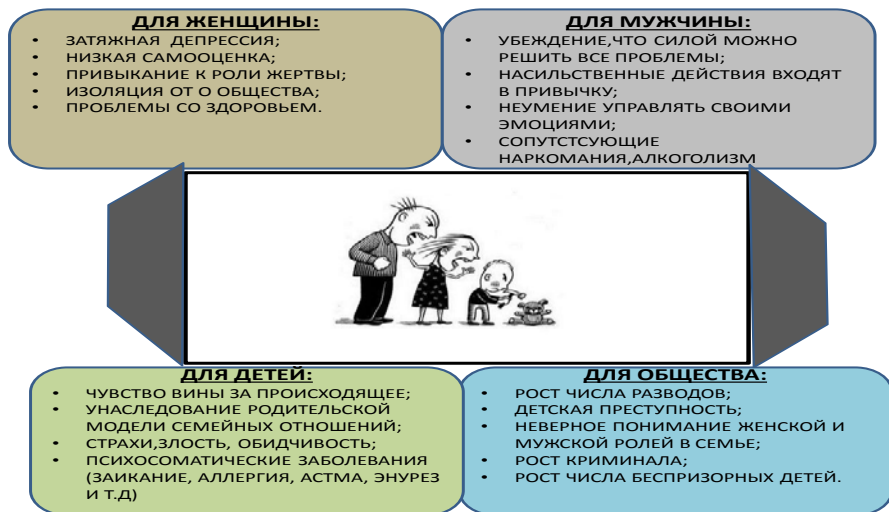 ДЛЯ ЖЕНЩИНЫ:
• ЗАТЯЖНАЯ ДЕПРЕССИЯ;
• НИЗКАЯ САМООЦЕНКА;
• ПРИВЫКАНИЕ К РОЛИ ЖЕРТВЫ;
• ИЗОЛЯЦИЯ ОТ О ОБЩЕСТВА;
• ПРОБЛЕМЫ СО ЗДОРОВЬЕМ.
ДЛЯ МУЖЧИНЫ:
• УБЕЖДЕНИЕ,ЧТО СИЛОЙ МОЖНО
РЕШИТЬ ВСЕ ПРОБЛЕМЫ;
• НАСИЛЬСТВЕННЫЕ ДЕЙСТВИЯ ВХОДЯТ
В ПРИВЫЧКУ;
• НЕУМЕНИЕ УПРАВЛЯТЬ СВОИМИ
ЭМОЦИЯМИ;
• СОПУТСТСУЮЩИЕ
НАРКОМАНИЯ,АЛКОГОЛИЗМ
ДЛЯ ДЕТЕЙ:
• ЧУВСТВО ВИНЫ ЗА ПРОИСХОДЯЩЕЕ;
• УНАСЛЕДОВАНИЕ РОДИТЕЛЬСКОЙ
МОДЕЛИ СЕМЕЙНЫХ ОТНОШЕНИЙ;
• СТРАХИ,ЗЛОСТЬ, ОБИДЧИВОСТЬ;
• ПСИХОСОМАТИЧЕСКИЕ ЗАБОЛЕВАНИЯ
(ЗАИКАНИЕ, АЛЛЕРГИЯ, АСТМА, ЭНУРЕЗ
И Т.Д)
ДЛЯ ОБЩЕСТВА:
• РОСТ ЧИСЛА РАЗВОДОВ;
• ДЕТСКАЯ ПРЕСТУПНОСТЬ;
• НЕВЕРНОЕ ПОНИМАНИЕ ЖЕНСКОЙ И
МУЖСКОЙ РОЛЕЙ В СЕМЬЕ;
• РОСТ КРИМИНАЛА;
• РОСТ ЧИСЛА БЕСПРИЗОРНЫХ ДЕТЕЙ.